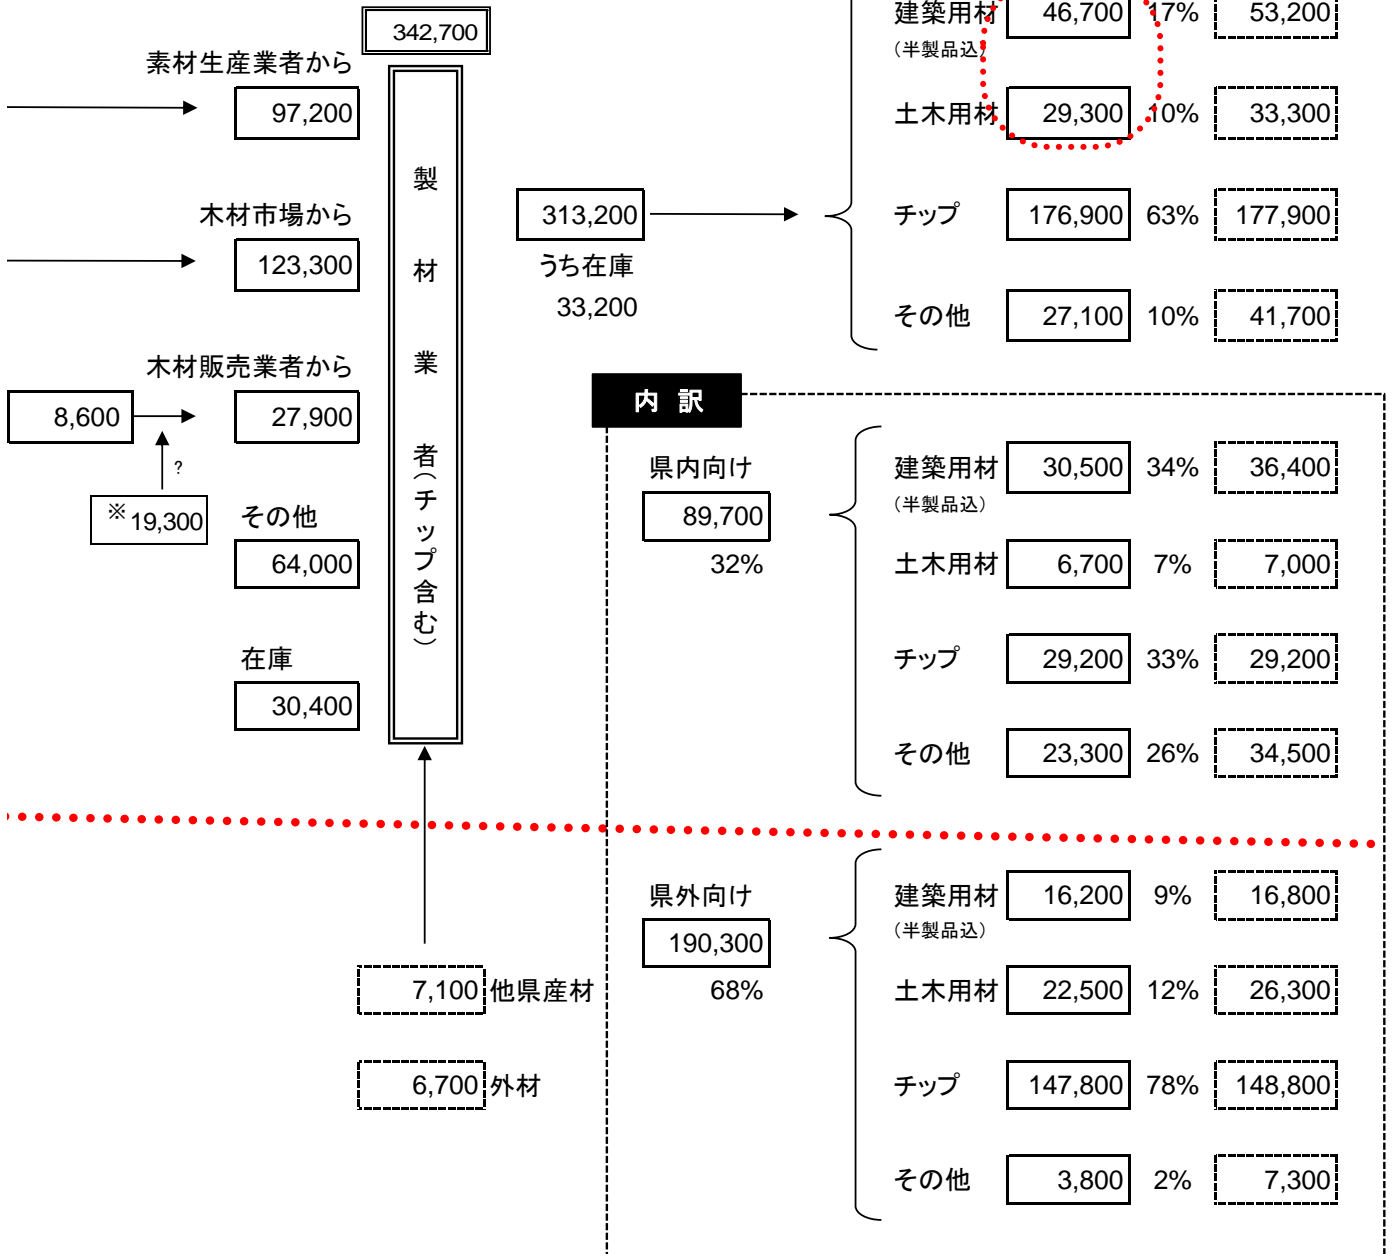 342,700
素材生産業者から
97,200
木材市場から
123,300
木材販売業者から
8,600
27,900
?
※19,300
その他
64,000
在庫
30,400
製材業者(チップ含む)
7,100 他県産材
6,700 外材
313,200
うち在庫
33,200
建築用材 46,700 17% 53,200
(半製品込)
土木用材 29,300 10% 33,300
チップ 176,900 63% 177,900
その他 27,100 10% 41,700
内訳
県内向け
89,700
32%
建築用材 30,500 34% 36,400
(半製品込)
土木用材 6,700 7% 7,000
チップ 29,200 33% 29,200
その他 23,300 26% 34,500
県外向け
190,300
68%
建築用材 16,200 9% 16,800
(半製品込)
土木用材 22,500 12% 26,300
チップ 147,800 78% 148,800
その他 3,800 2% 7,300